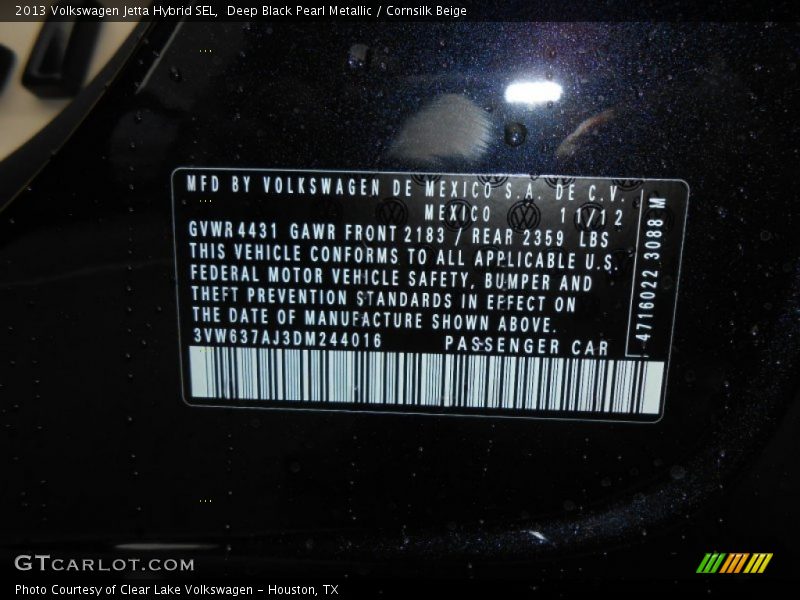 2013 Volkswagen Jetta Hybrid SEL, Deep Black Pearl Metallic / Cornsilk Beige
MFD BY VOLKSWAGEN DE MEXICO S.A. DE C.V.
MEXICO 11/12
GVWR4431 GAWR FRONT 2183 / REAR 2359 LBS
THIS VEHICLE CONFORMS TO ALL APPLICABLE U.S.
FEDERAL MOTOR VEHICLE SAFETY, BUMPER AND
THEFT PREVENTION STANDARDS IN EFFECT ON
THE DATE OF MANUFACTURE SHOWN ABOVE.
3VW637AJ3DM244016 PASSENGER CAR
4716022 3088 M
GTCARLOT.COM
Photo Courtesy of Clear Lake Volkswagen - Houston, TX